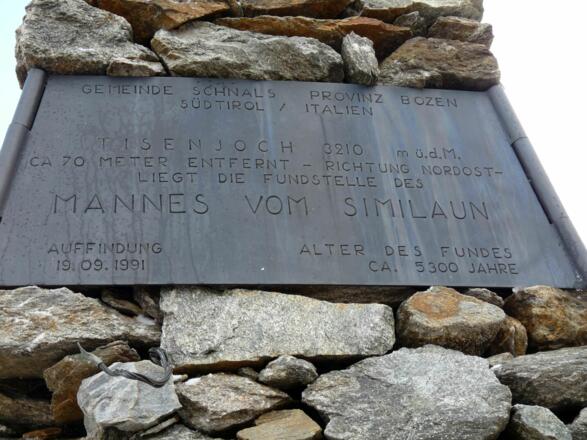 GEMEINDE SCHNALS PROVINZ BOZEN
SÜDTIROL / ITALIEN
TISENJOCH 3210 m ü.d.M.
CA 70 METER ENTFERNT - RICHTUNG NORDOST-
LIEGT DIE FUNDSTELLE DES
MANNES VOM SIMILAUN
AUFFINDUNG
19.09.1991
ALTER DES FUNDES
CA. 5300 JAHRE